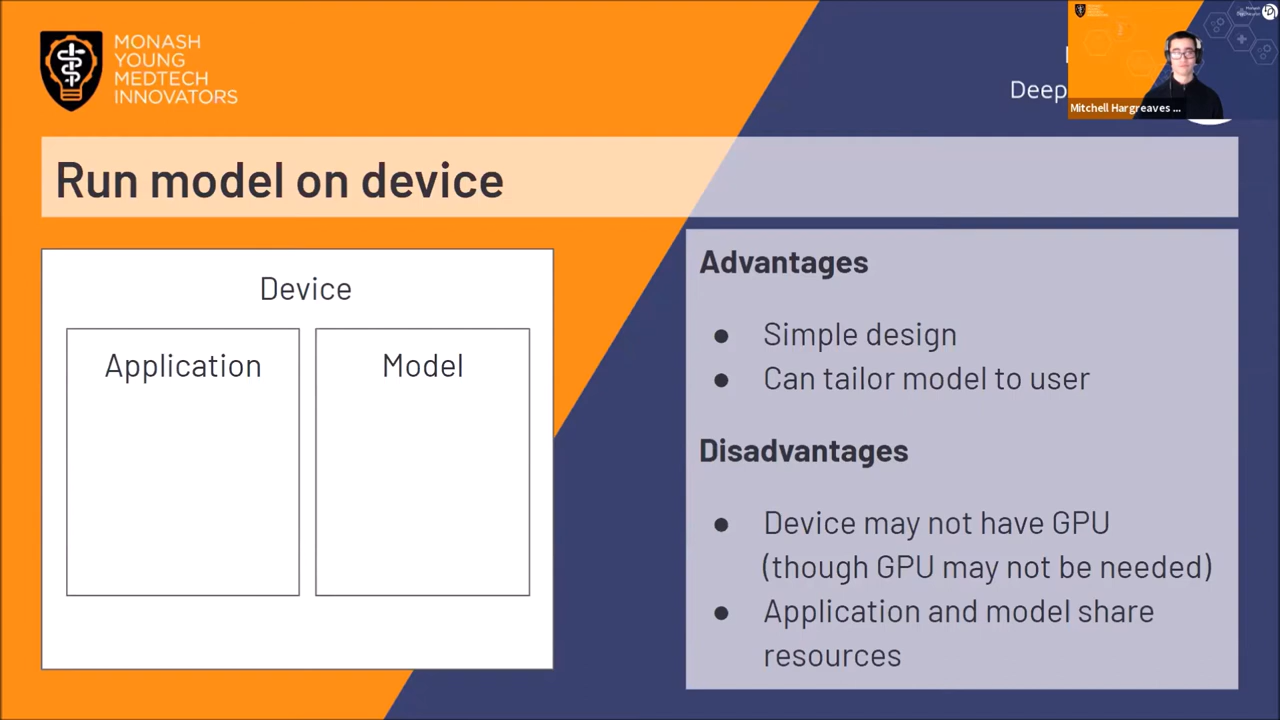 MONASH
YOUNG
MEDTECH
INNOVATORS
Deep
Mitchell Hargreaves ...
Run model on device
Device
Application
Model
Advantages
● Simple design
● Can tailor model to user
Disadvantages
● Device may not have GPU
(though GPU may not be needed)
● Application and model share
resources